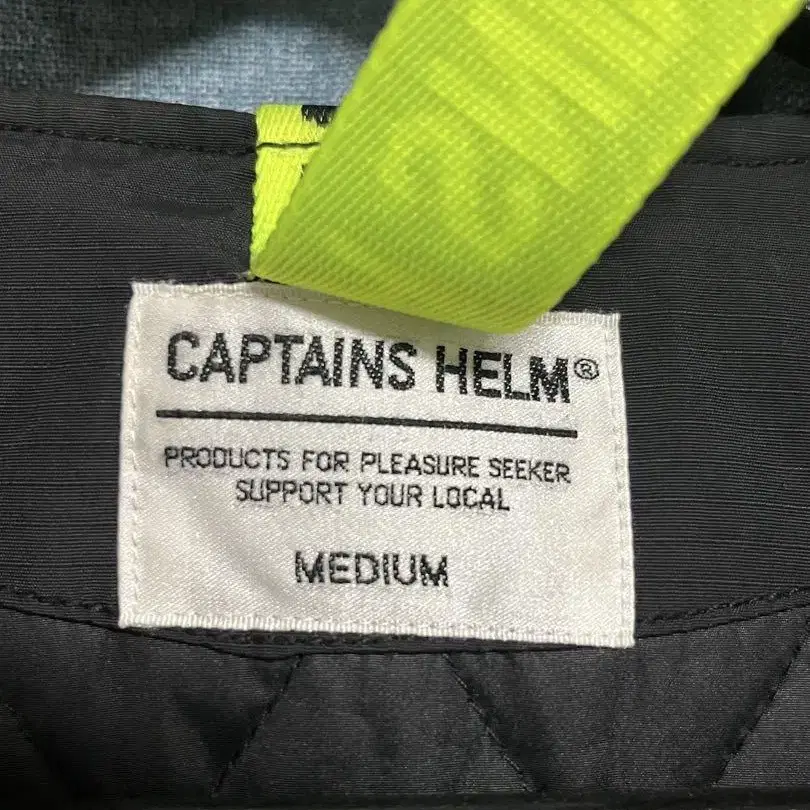 CAPTAINS HELM®
PRODUCTS FOR PLEASURE SEEKER
SUPPORT YOUR LOCAL
MEDIUM